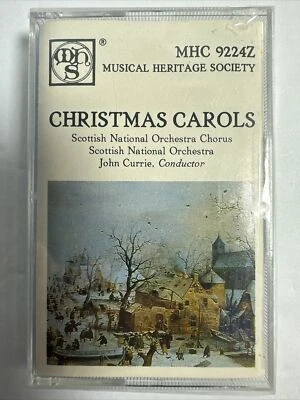 mhs
®
MHC 9224Z
MUSICAL HERITAGE SOCIETY
CHRISTMAS CAROLS
Scottish National Orchestra Chorus
Scottish National Orchestra
John Currie, Conductor